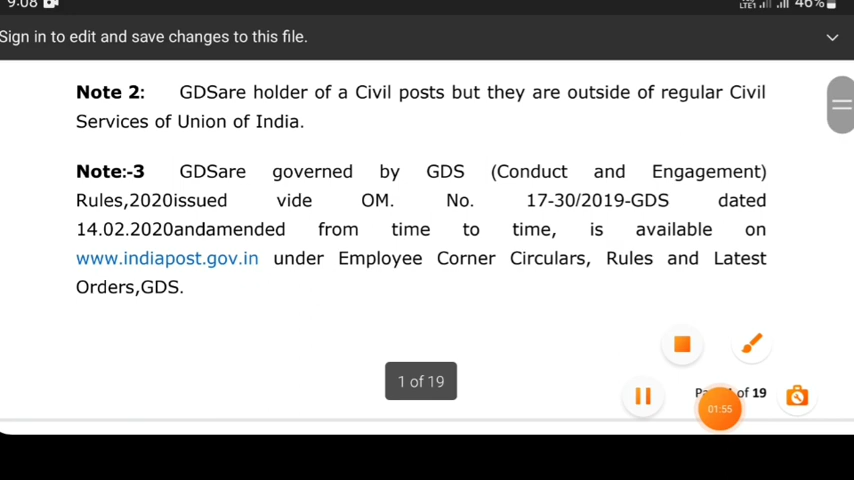 9:08
LTE1 46%
Sign in to edit and save changes to this file.
Note 2: GDSare holder of a Civil posts but they are outside of regular Civil
Services of Union of India.
Note:-3 GDSare governed by GDS (Conduct and Engagement)
Rules,2020issued vide OM. No. 17-30/2019-GDS dated
14.02.2020andamended from time to time, is available on
www.indiapost.gov.in under Employee Corner Circulars, Rules and Latest
Orders,GDS.
1 of 19
of 19
01:55